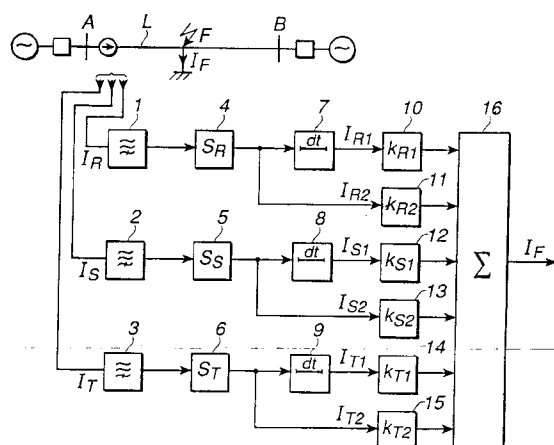 A
L
F
B
I_F
1
4
7
10
16
I_R
S_R
dt
I_R1
k_R1
11
I_R2
k_R2
2
5
8
12
I_S
S_S
dt
I_S1
k_S1
Σ
I_F
13
I_S2
k_S2
3
6
9
14
I_T
S_T
dt
I_T1
k_T1
15
I_T2
k_T2